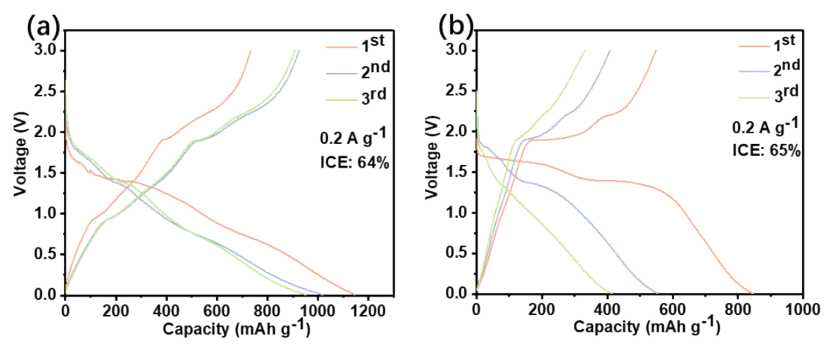 (a)
3.0
2.5
2.0
1.5
1.0
0.5
0.0
Voltage (V)
1st
2nd
3rd
0.2 A g-1
ICE: 64%
0 200 400 600 800 1000 1200
Capacity (mAh g-1)
(b)
3.0
2.5
2.0
1.5
1.0
0.5
0.0
Voltage (V)
1st
2nd
3rd
0.2 A g-1
ICE: 65%
0 200 400 600 800 1000
Capacity (mAh g-1)